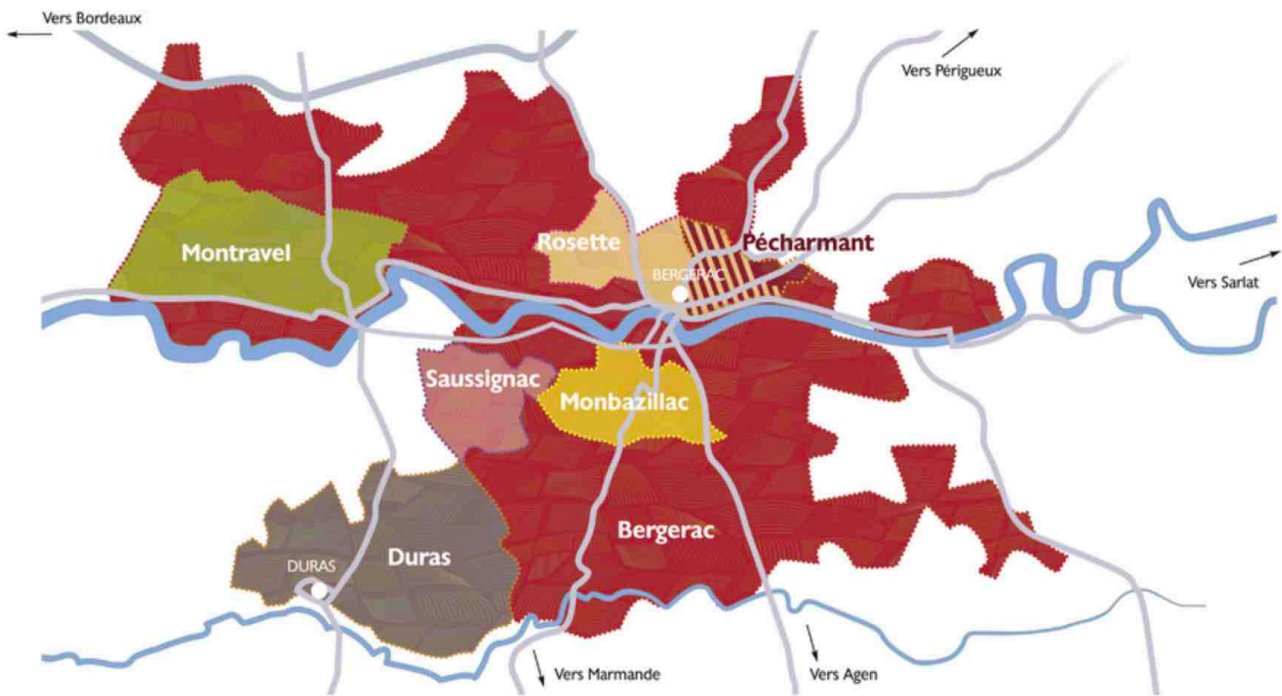 Vers Bordeaux
Vers Périgueux
Montravel
Rosette
Pécharmant
BERGERAC
Vers Sarlat
Saussignac
Monbazillac
Bergerac
Duras
DURAS
Vers Marmande
Vers Agen